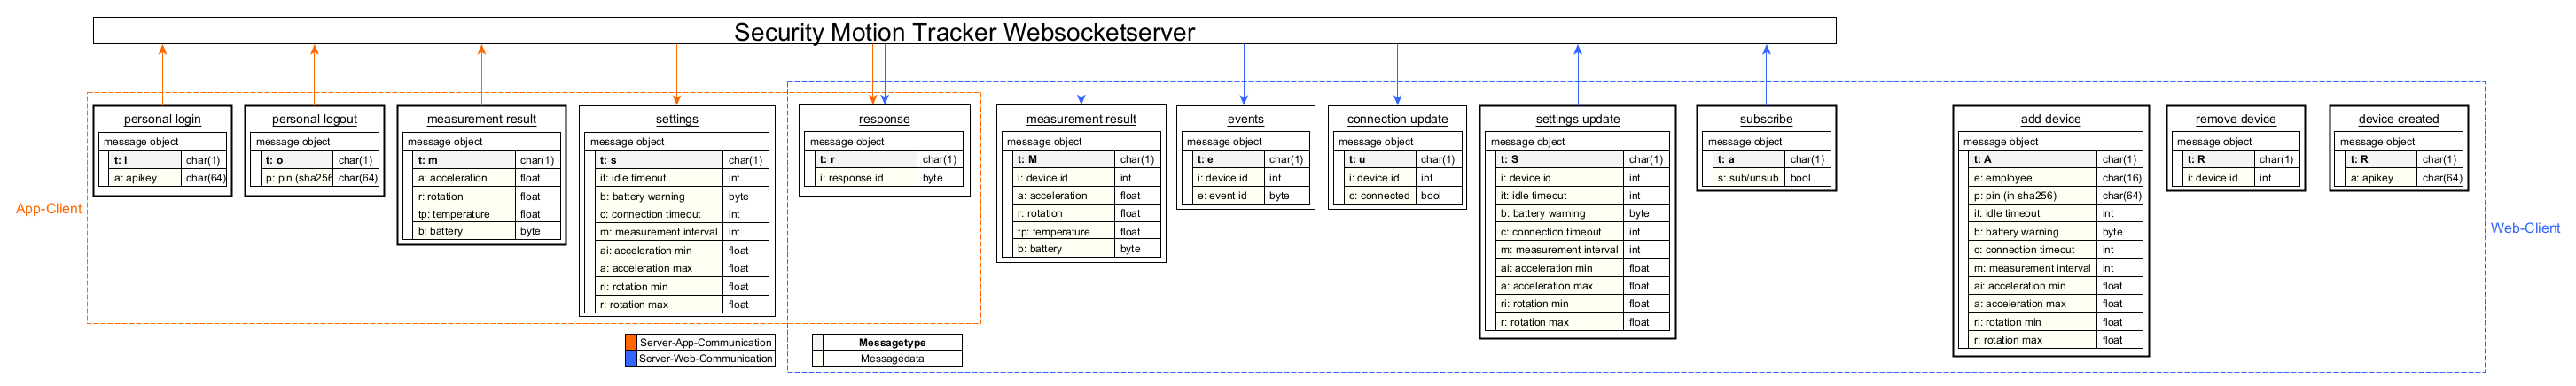 Security Motion Tracker Websocketserver
App-Client
personal login
message object
t: i char(1)
a: apikey char(64)
personal logout
message object
t: o char(1)
p: pin (sha256 char(64)
measurement result
message object
t: m char(1)
a: acceleration float
r: rotation float
tp: temperature float
b: battery byte
settings
message object
t: s char(1)
it: idle timeout int
b: battery warning byte
c: connection timeout int
m: measurement interval int
ai: acceleration min float
a: acceleration max float
ri: rotation min float
r: rotation max float
response
message object
t: r char(1)
i: response id byte
measurement result
message object
t: M char(1)
i: device id int
a: acceleration float
r: rotation float
tp: temperature float
b: battery byte
events
message object
t: e char(1)
i: device id int
e: event id byte
connection update
message object
t: u char(1)
i: device id int
c: connected bool
settings update
message object
t: S char(1)
i: device id int
it: idle timeout int
b: battery warning byte
c: connection timeout int
m: measurement interval int
ai: acceleration min float
a: acceleration max float
ri: rotation min float
r: rotation max float
subscribe
message object
t: a char(1)
s: sub/unsub bool
add device
message object
t: A char(1)
e: employee char(16)
p: pin (in sha256) char(64)
it: idle timeout int
b: battery warning byte
c: connection timeout int
m: measurement interval int
ai: acceleration min float
a: acceleration max float
ri: rotation min float
r: rotation max float
remove device
message object
t: R char(1)
i: device id int
device created
message object
t: R char(1)
a: apikey char(64)
Web-Client
Server-App-Communication
Server-Web-Communication
Messagetype
Messagedata